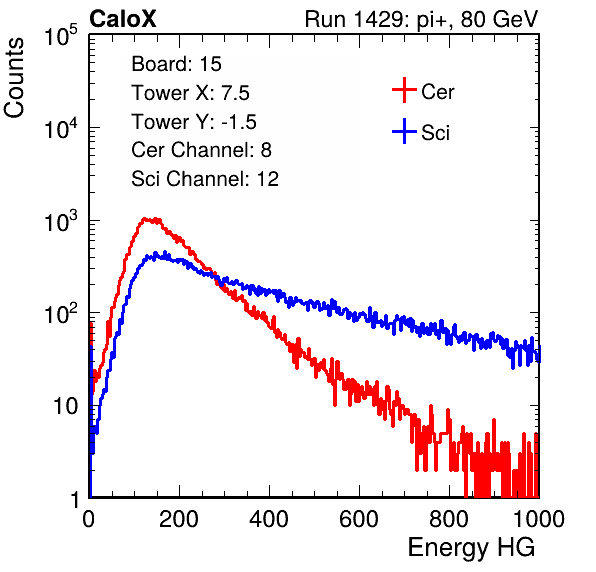 CaloX Run 1429: pi+, 80 GeV
Counts
Board: 15
Tower X: 7.5
Tower Y: -1.5
Cer Channel: 8
Sci Channel: 12
Cer
Sci
10^5
10^4
10^3
10^2
10
1
0 200 400 600 800 1000
Energy HG